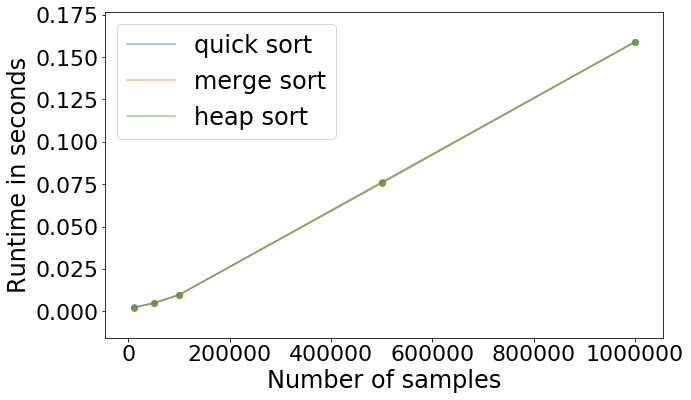 0.175
0.150
0.125
0.100
0.075
0.050
0.025
0.000
Runtime in seconds
quick sort
merge sort
heap sort
0 200000 400000 600000 800000 1000000
Number of samples